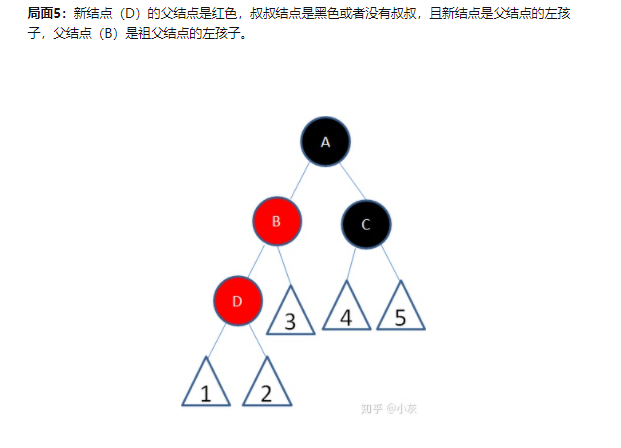 局面5：新结点（D）的父结点是红色，叔叔结点是黑色或者没有叔叔，且新结点是父结点的左孩
子，父结点（B）是祖父结点的左孩子。
A
B
C
D
3
4
5
1
2
知乎 @小灰